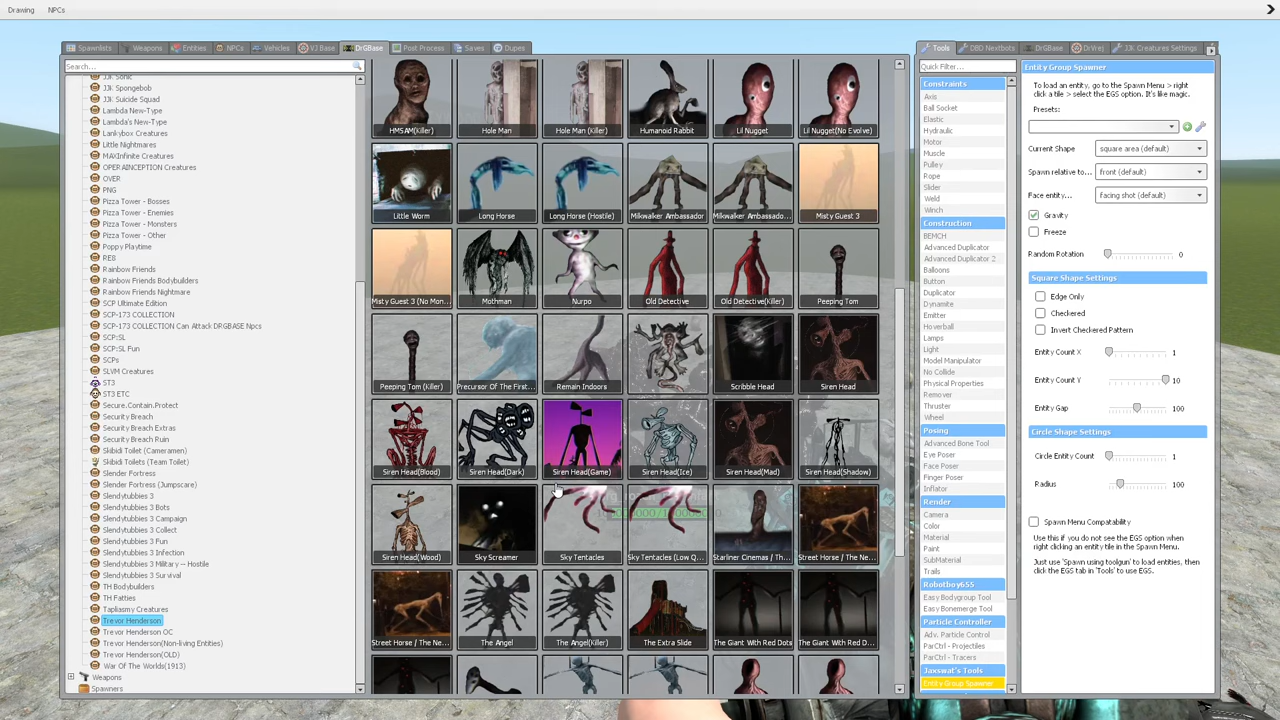 Drawing NPCs
Spawnlists Weapons Entities NPCs Vehicles VJ Base DrGBase Post Process Saves Dupes
Search...
JJk Sonic
JJk Spongebob
JJk Suicide Squad
Lambda New-Type
Lambda's New-Type
Lankybox Creatures
Little Nightmares
MAXInfinite Creatures
OPERAINCEPTION Creatures
OVER
PNG
Pizza Tower - Bosses
Pizza Tower - Enemies
Pizza Tower - Monsters
Pizza Tower - Other
Poppy Playtime
RE8
Rainbow Friends
Rainbow Friends Bodybuilders
Rainbow Friends Nightmare
SCP Ultimate Edition
SCP-173 COLLECTION
SCP-173 COLLECTION Can Attack DRGBASE Npcs
SCP:SL
SCP:SL Fun
SCPs
SLVM Creatures
ST3
ST3 ETC
Secure.Contain.Protect
Security Breach
Security Breach Extras
Security Breach Ruin
Skibidi Toilet (Cameramen)
Skibidi Toilets (Team Toilet)
Slender Fortress
Slender Fortress (Jumpscare)
Slendytubbies 3
Slendytubbies 3 Bots
Slendytubbies 3 Campaign
Slendytubbies 3 Collect
Slendytubbies 3 Fun
Slendytubbies 3 Infection
Slendytubbies 3 Military -- Hostile
Slendytubbies 3 Survival
TH Bodybuilders
TH Fatties
Tapliasmy Creatures
Trevor Henderson
Trevor Henderson OC
Trevor Henderson(Non-living Entities)
Trevor Henderson(OLD)
War Of The Worlds(1913)
Weapons
Spawners
HMSAM(Killer) Hole Man Hole Man (Killer) Humanoid Rabbit Lil Nugget Lil Nugget(No Evolve)
Little Worm Long Horse Long Horse (Hostile) Milkwalker Ambassador Milkwalker Ambassado... Misty Guest 3
Misty Guest 3 (No Mon... Mothman Nurpo Old Detective Old Detective(Killer) Peeping Tom
Peeping Tom (Killer) Precursor Of The First... Remain Indoors Scribble Head Siren Head
Siren Head(Blood) Siren Head(Dark) Siren Head(Game) Siren Head(Ice) Siren Head(Mad) Siren Head(Shadow)
Siren Head(Wood) Sky Screamer Sky Tentacles Sky Tentacles (Low Q... Starliner Cinemas / Th... Street Horse / The Ne...
Street Horse / The Ne... The Angel The Angel(Killer) The Extra Slide The Giant With Red Dots The Giant With Red D...
Tools DBD Nextbots DrGBase DrVrej JJk Creatures Settings
Quick Filter...
Constraints
Axis
Ball Socket
Elastic
Hydraulic
Motor
Muscle
Pulley
Rope
Slider
Weld
Winch
Construction
BEMCH
Advanced Duplicator
Advanced Duplicator 2
Balloons
Button
Duplicator
Dynamite
Emitter
Hoverball
Lamps
Light
Model Manipulator
No Collide
Physical Properties
Remover
Thruster
Wheel
Posing
Advanced Bone Tool
Eye Poser
Face Poser
Finger Poser
Inflator
Render
Camera
Color
Material
Paint
SubMaterial
Trails
Robotboy655
Easy Bodygroup Tool
Easy Bonemerge Tool
Particle Controller
Adv. Particle Control
ParCtrl - Projectiles
ParCtrl - Tracers
Jaxswat's Tools
Entity Group Spawner
Entity Group Spawner
To load an entity, go to the Spawn Menu > right
click a tile > select the EGS option. It's like magic.
Presets:
Current Shape square area (default)
Spawn relative to... front (default)
Face entity... facing shot (default)
Gravity
Freeze
Random Rotation 0
Square Shape Settings
Edge Only
Checkered
Invert Checkered Pattern
Entity Count X 1
Entity Count Y 10
Entity Gap 100
Circle Shape Settings
Circle Entity Count 1
Radius 100
Spawn Menu Compatability
Use this if you do not see the EGS option when
right clicking an entity tile in the Spawn Menu.
Just use 'Spawn using toolgun' to load entities, then
click the EGS tab in 'Tools' to use EGS.